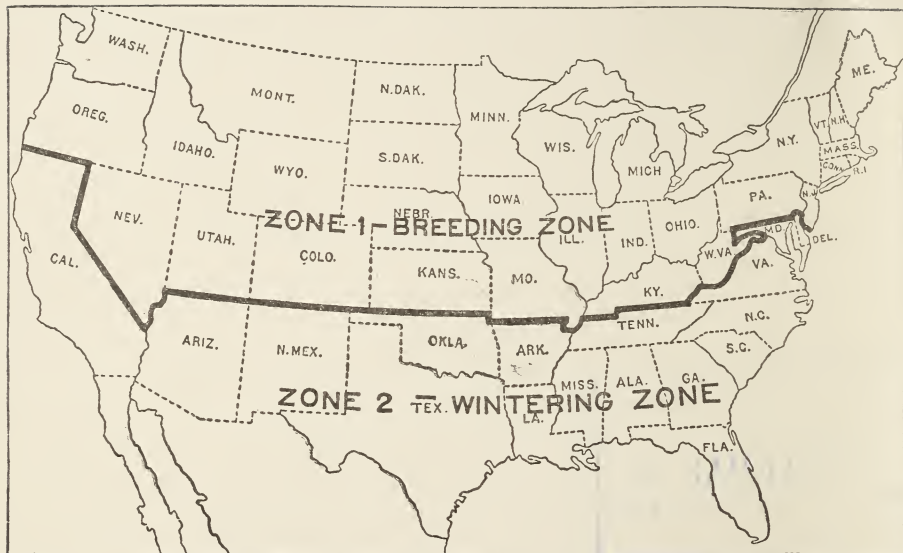 WASH.
ME.
MONT.
N.DAK.
MINN.
OREG.
VT.
N.H.
N.Y.
WIS.
MASS.
IDAHO.
S.DAK.
MICH
CON.
R.I
WYO.
PA.
N.J.
IOWA
NEBR.
ZONE 1-BREEDING ZONE
NEV.
OHIO.
ILL.
IND.
MD.
DEL.
UTAH.
COLO.
W.VA.
CAL.
KANS.
MO.
VA.
KY.
N.C.
TENN.
ARIZ.
N.MEX.
OKLA.
ARK.
S.C.
MISS.
ALA.
GA.
ZONE 2 - TEX. WINTERING ZONE
LA.
FLA.